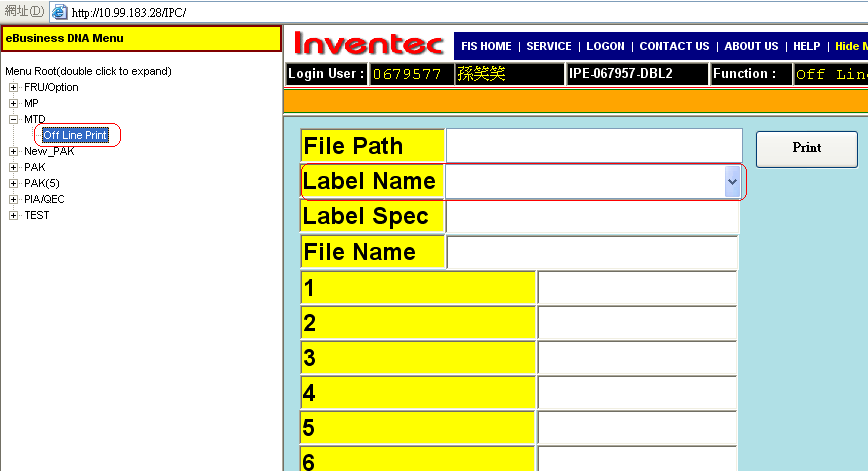 網址(D) http://10.99.183.28/IPC/
eBusiness DNA Menu
Menu Root(double click to expand)
FRU/Option
MP
MTD
Off Line Print
New_PAK
PAK
PAK(5)
PIA/QEC
TEST
Inventec
FIS HOME | SERVICE | LOGON | CONTACT US | ABOUT US | HELP | Hide M
Login User : 0679577 孫笑笑 IPE-067957-DBL2 Function : Off Line
File Path
Print
Label Name
Label Spec
File Name
1
2
3
4
5
6